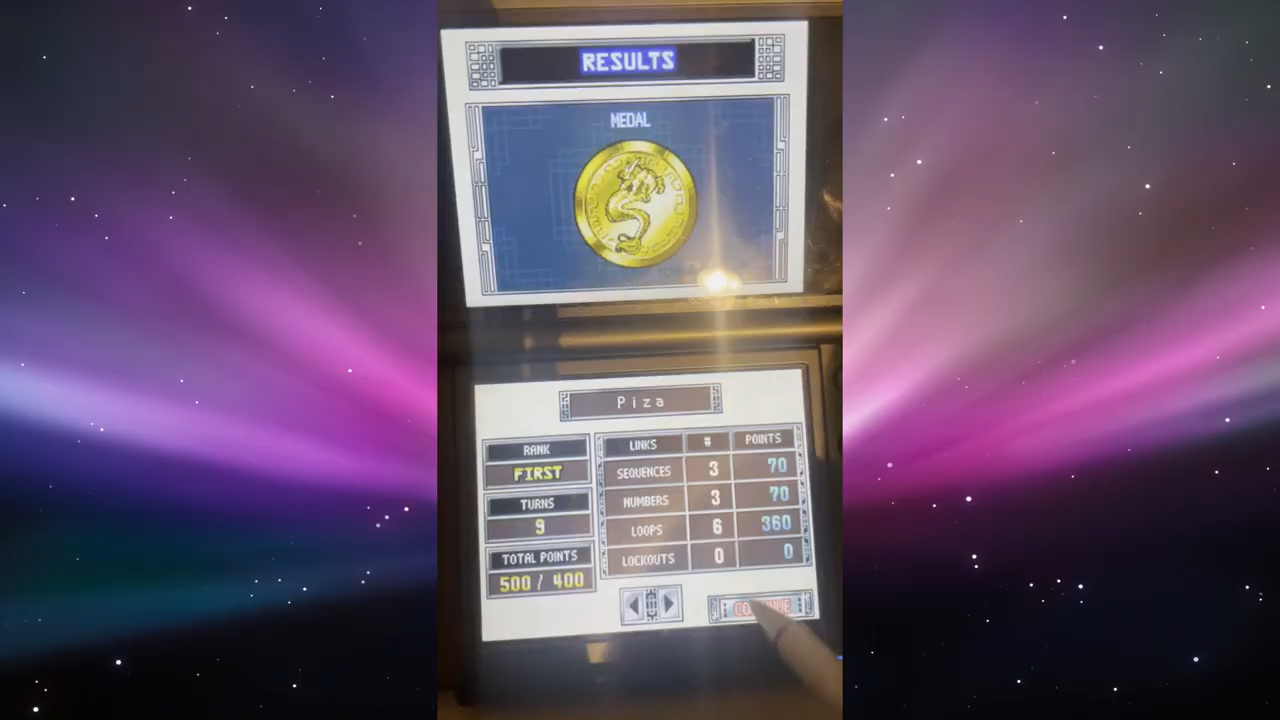 RESULTS
MEDAL
Piza
RANK
FIRST
TURNS
9
TOTAL POINTS
500 / 400
LINKS # POINTS
SEQUENCES 3 70
NUMBERS 3 70
LOOPS 6 360
LOCKOUTS 0 0
CONTINUE